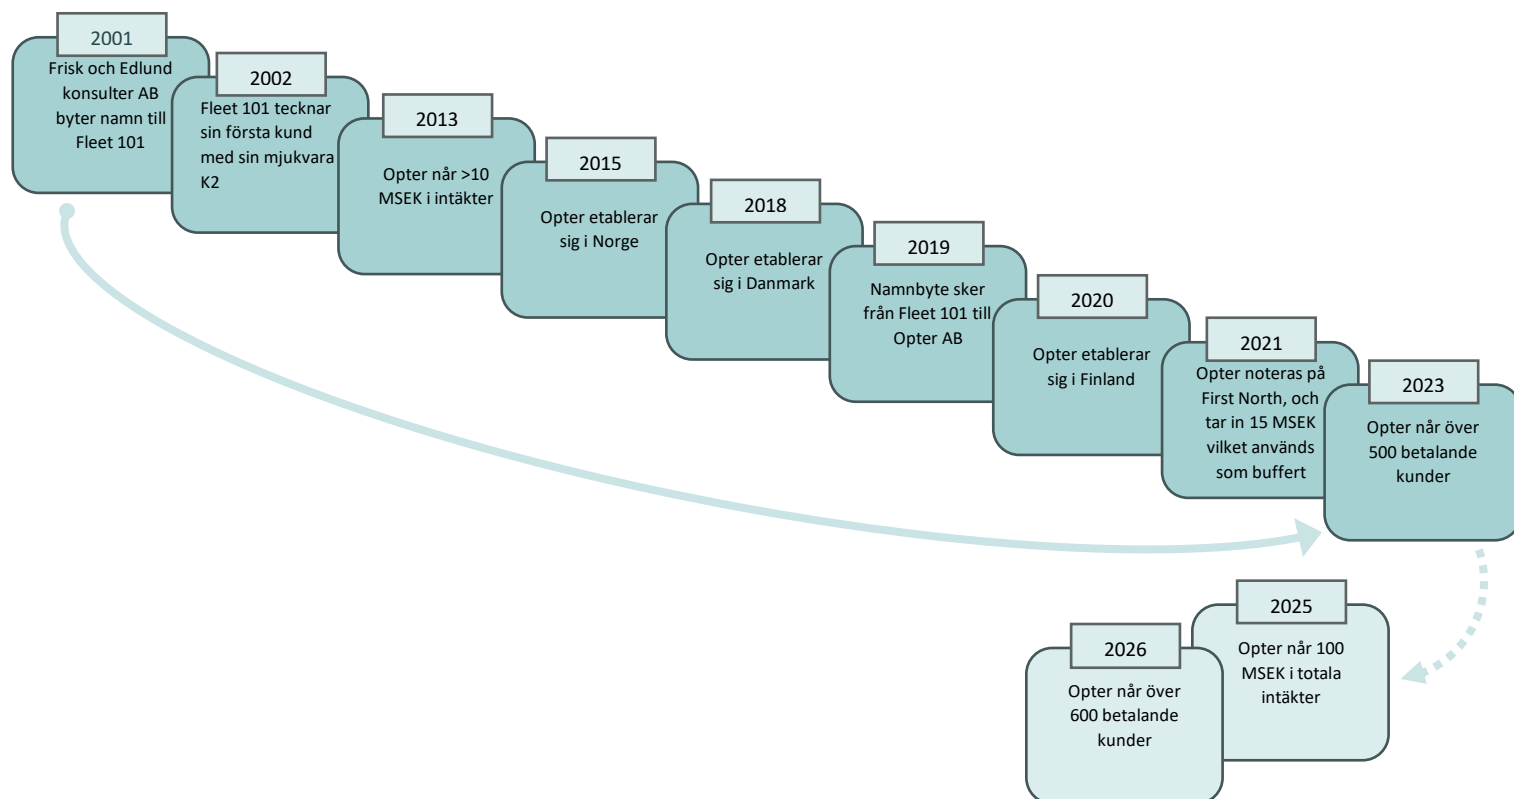 2001
Frisk och Edlund
konsulter AB
byter namn till
Fleet 101
2002
Fleet 101 tecknar
sin första kund
med sin mjukvara
K2
2013
Opter når >10
MSEK i intäkter
2015
Opter etablerar
sig i Norge
2018
Opter etablerar
sig i Danmark
2019
Namnbyte sker
från Fleet 101 till
Opter AB
2020
Opter etablerar
sig i Finland
2021
Opter noteras på
First North, och
tar in 15 MSEK
vilket används
som buffert
2023
Opter når över
500 betalande
kunder
2025
Opter når 100
MSEK i totala
intäkter
2026
Opter når över
600 betalande
kunder